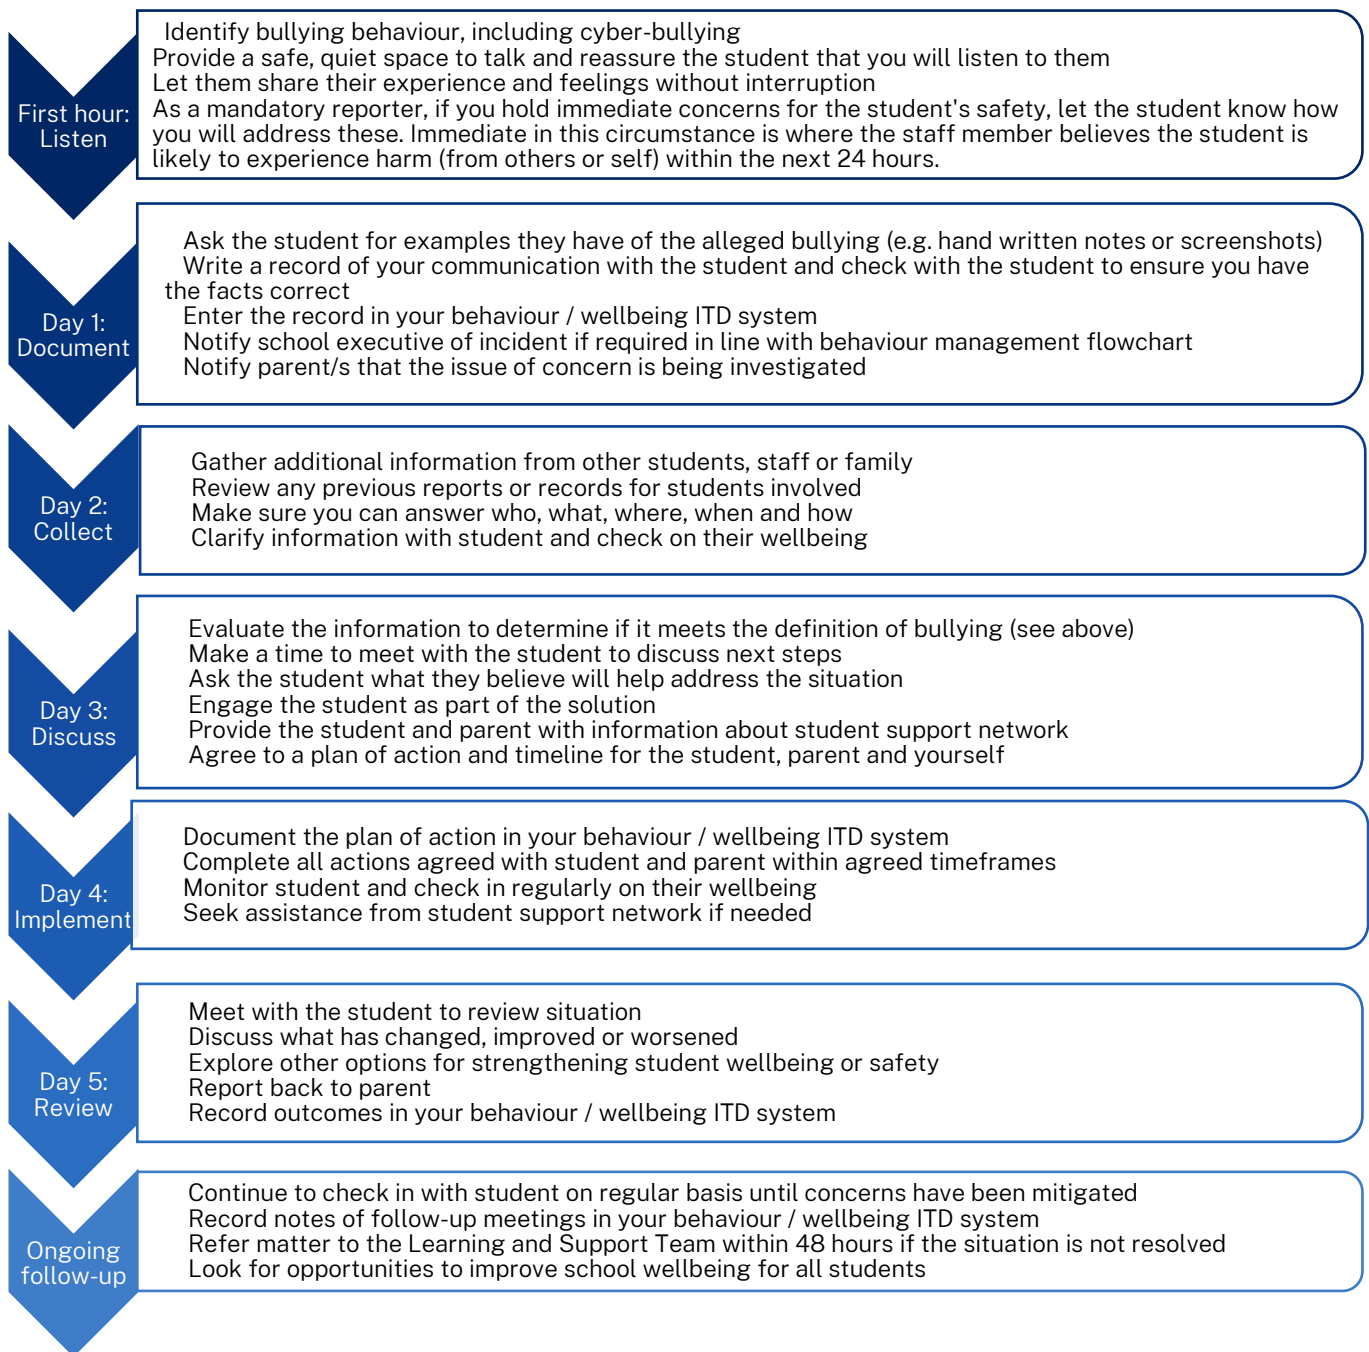 First hour:
Listen
Identify bullying behaviour, including cyber-bullying
Provide a safe, quiet space to talk and reassure the student that you will listen to them
Let them share their experience and feelings without interruption
As a mandatory reporter, if you hold immediate concerns for the student's safety, let the student know how
you will address these. Immediate in this circumstance is where the staff member believes the student is
likely to experience harm (from others or self) within the next 24 hours.
Day 1:
Document
Ask the student for examples they have of the alleged bullying (e.g. hand written notes or screenshots)
Write a record of your communication with the student and check with the student to ensure you have
the facts correct
Enter the record in your behaviour / wellbeing ITD system
Notify school executive of incident if required in line with behaviour management flowchart
Notify parent/s that the issue of concern is being investigated
Day 2:
Collect
Gather additional information from other students, staff or family
Review any previous reports or records for students involved
Make sure you can answer who, what, where, when and how
Clarify information with student and check on their wellbeing
Day 3:
Discuss
Evaluate the information to determine if it meets the definition of bullying (see above)
Make a time to meet with the student to discuss next steps
Ask the student what they believe will help address the situation
Engage the student as part of the solution
Provide the student and parent with information about student support network
Agree to a plan of action and timeline for the student, parent and yourself
Day 4:
Implement
Document the plan of action in your behaviour / wellbeing ITD system
Complete all actions agreed with student and parent within agreed timeframes
Monitor student and check in regularly on their wellbeing
Seek assistance from student support network if needed
Day 5:
Review
Meet with the student to review situation
Discuss what has changed, improved or worsened
Explore other options for strengthening student wellbeing or safety
Report back to parent
Record outcomes in your behaviour / wellbeing ITD system
Ongoing
follow-up
Continue to check in with student on regular basis until concerns have been mitigated
Record notes of follow-up meetings in your behaviour / wellbeing ITD system
Refer matter to the Learning and Support Team within 48 hours if the situation is not resolved
Look for opportunities to improve school wellbeing for all students